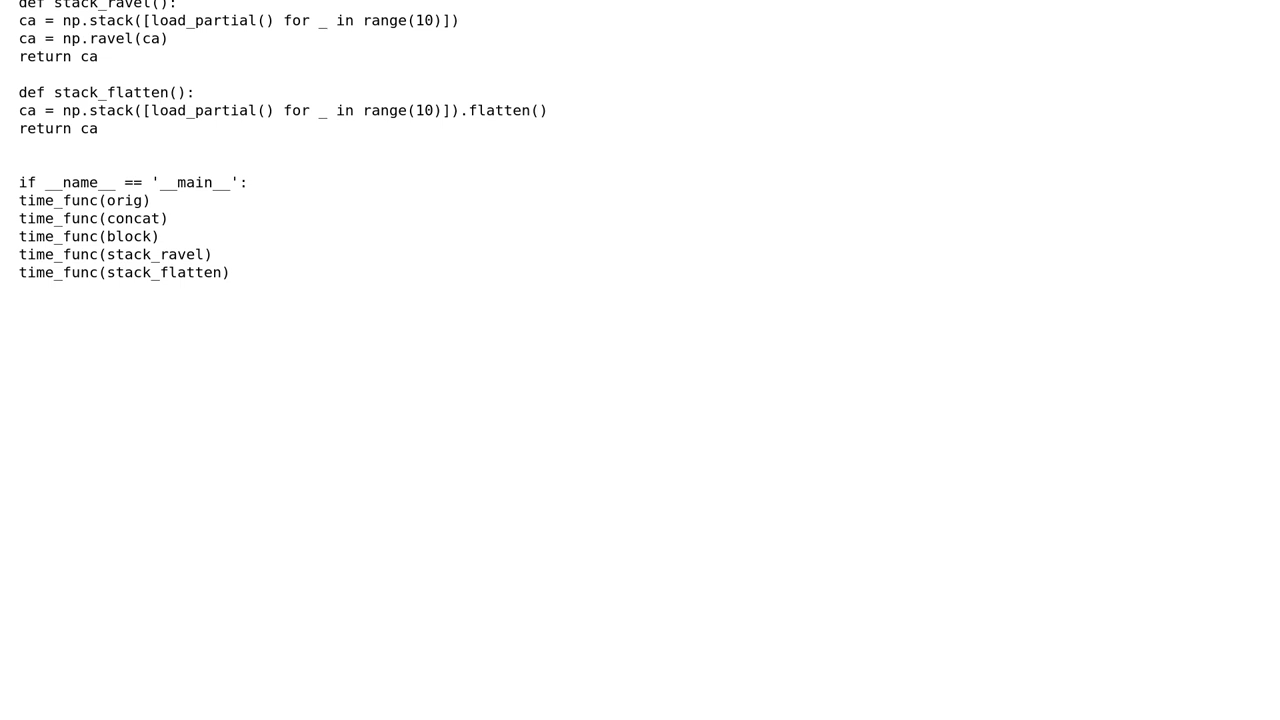 def stack_ravel():
ca = np.stack([load_partial() for _ in range(10)])
ca = np.ravel(ca)
return ca

def stack_flatten():
ca = np.stack([load_partial() for _ in range(10)]).flatten()
return ca


if __name__ == '__main__':
time_func(orig)
time_func(concat)
time_func(block)
time_func(stack_ravel)
time_func(stack_flatten)